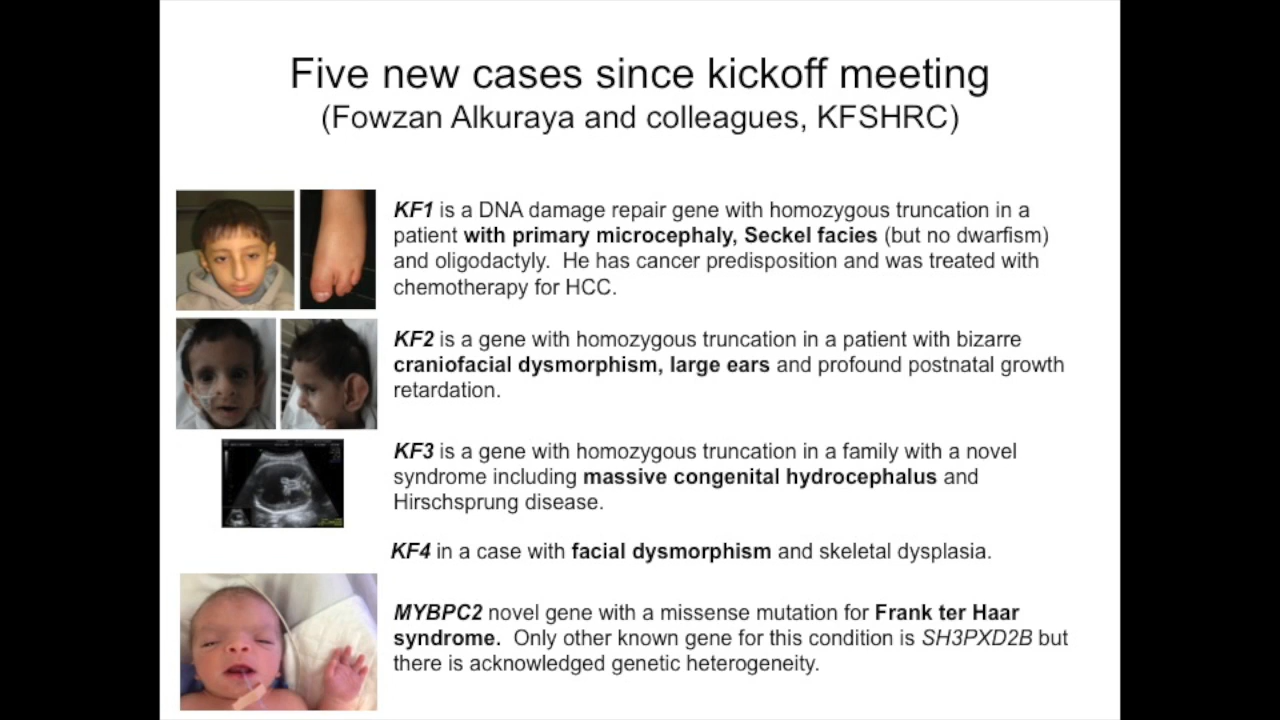 Five new cases since kickoff meeting
(Fowzan Alkuraya and colleagues, KFSHRC)
KF1 is a DNA damage repair gene with homozygous truncation in a
patient with primary microcephaly, Seckel facies (but no dwarfism)
and oligodactyly. He has cancer predisposition and was treated with
chemotherapy for HCC.
KF2 is a gene with homozygous truncation in a patient with bizarre
craniofacial dysmorphism, large ears and profound postnatal growth
retardation.
KF3 is a gene with homozygous truncation in a family with a novel
syndrome including massive congenital hydrocephalus and
Hirschsprung disease.
KF4 in a case with facial dysmorphism and skeletal dysplasia.
MYBPC2 novel gene with a missense mutation for Frank ter Haar
syndrome. Only other known gene for this condition is SH3PXD2B but
there is acknowledged genetic heterogeneity.